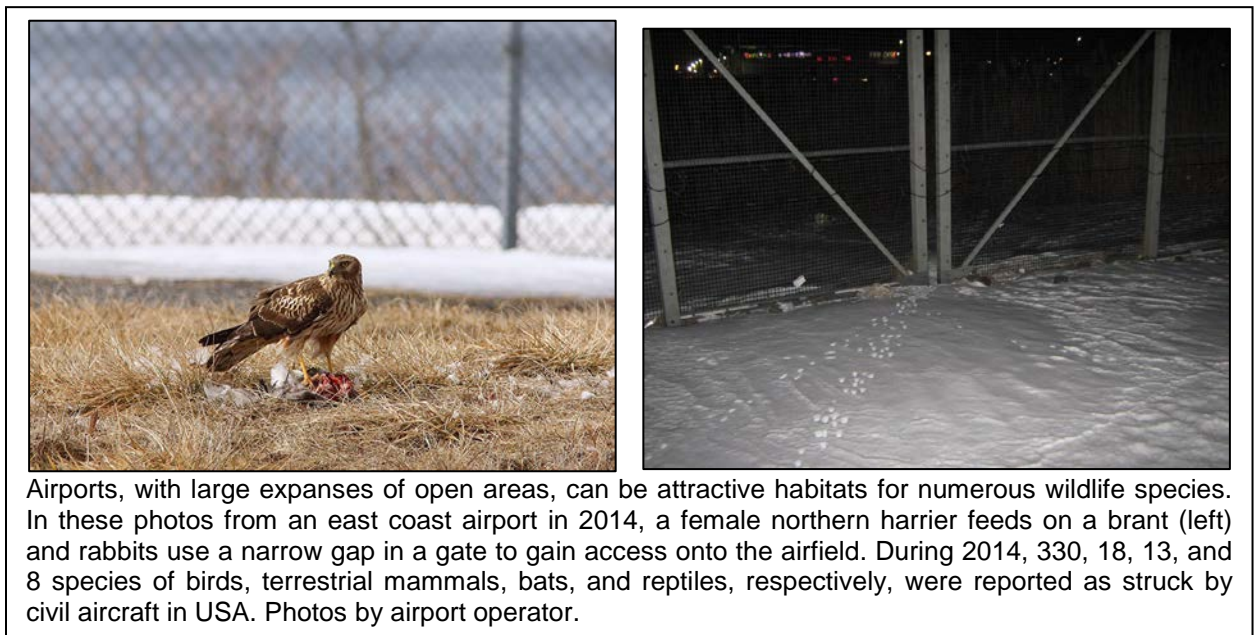 Airports, with large expanses of open areas, can be attractive habitats for numerous wildlife species.
In these photos from an east coast airport in 2014, a female northern harrier feeds on a brant (left)
and rabbits use a narrow gap in a gate to gain access onto the airfield. During 2014, 330, 18, 13, and
8 species of birds, terrestrial mammals, bats, and reptiles, respectively, were reported as struck by
civil aircraft in USA. Photos by airport operator.